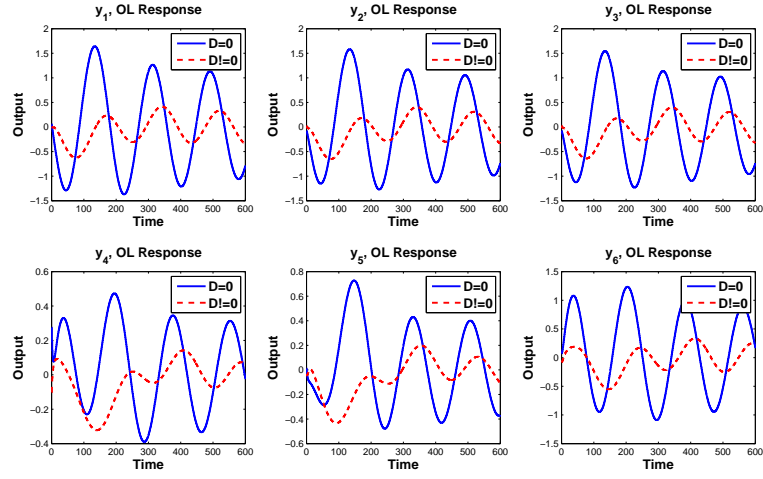 y1, OL Response
y2, OL Response
y3, OL Response
2
1.5
1
0.5
0
−0.5
−1
−1.5
Output
D=0
D!=0
0 100 200 300 400 500 600
Time
2
1.5
1
0.5
0
−0.5
−1
−1.5
Output
D=0
D!=0
0 100 200 300 400 500 600
Time
2
1.5
1
0.5
0
−0.5
−1
−1.5
Output
D=0
D!=0
0 100 200 300 400 500 600
Time
y4, OL Response
y5, OL Response
y6, OL Response
0.6
0.4
0.2
0
−0.2
−0.4
Output
D=0
D!=0
0 100 200 300 400 500 600
Time
0.8
0.6
0.4
0.2
0
−0.2
−0.4
−0.6
Output
D=0
D!=0
0 100 200 300 400 500 600
Time
1.5
1
0.5
0
−0.5
−1
−1.5
Output
D=0
D!=0
0 100 200 300 400 500 600
Time